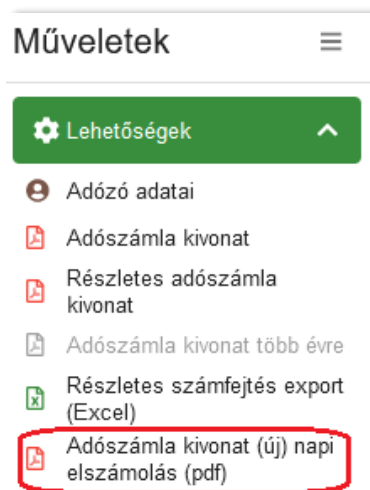 Műveletek
Lehetőségek
Adózó adatai
Adószámla kivonat
Részletes adószámla
kivonat
Adószámla kivonat több évre
Részletes számfejtés export
(Excel)
Adószámla kivonat (új) napi
elszámolás (pdf)